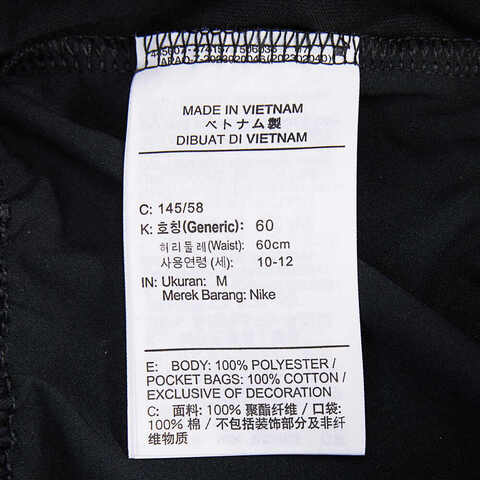 MADE IN VIETNAM
ベトナム製
DIBUAT DI VIETNAM
C: 145/58
K: 호칭(Generic): 60
허리둘레(Waist): 60cm
사용연령 (세): 10-12
IN: Ukuran: M
Merek Barang: Nike
E: BODY: 100% POLYESTER /
POCKET BAGS: 100% COTTON /
EXCLUSIVE OF DECORATION
C: 面料: 100% 聚酯纤维 / 口袋:
100% 棉 / 不包括装饰部分及非纤
维物质